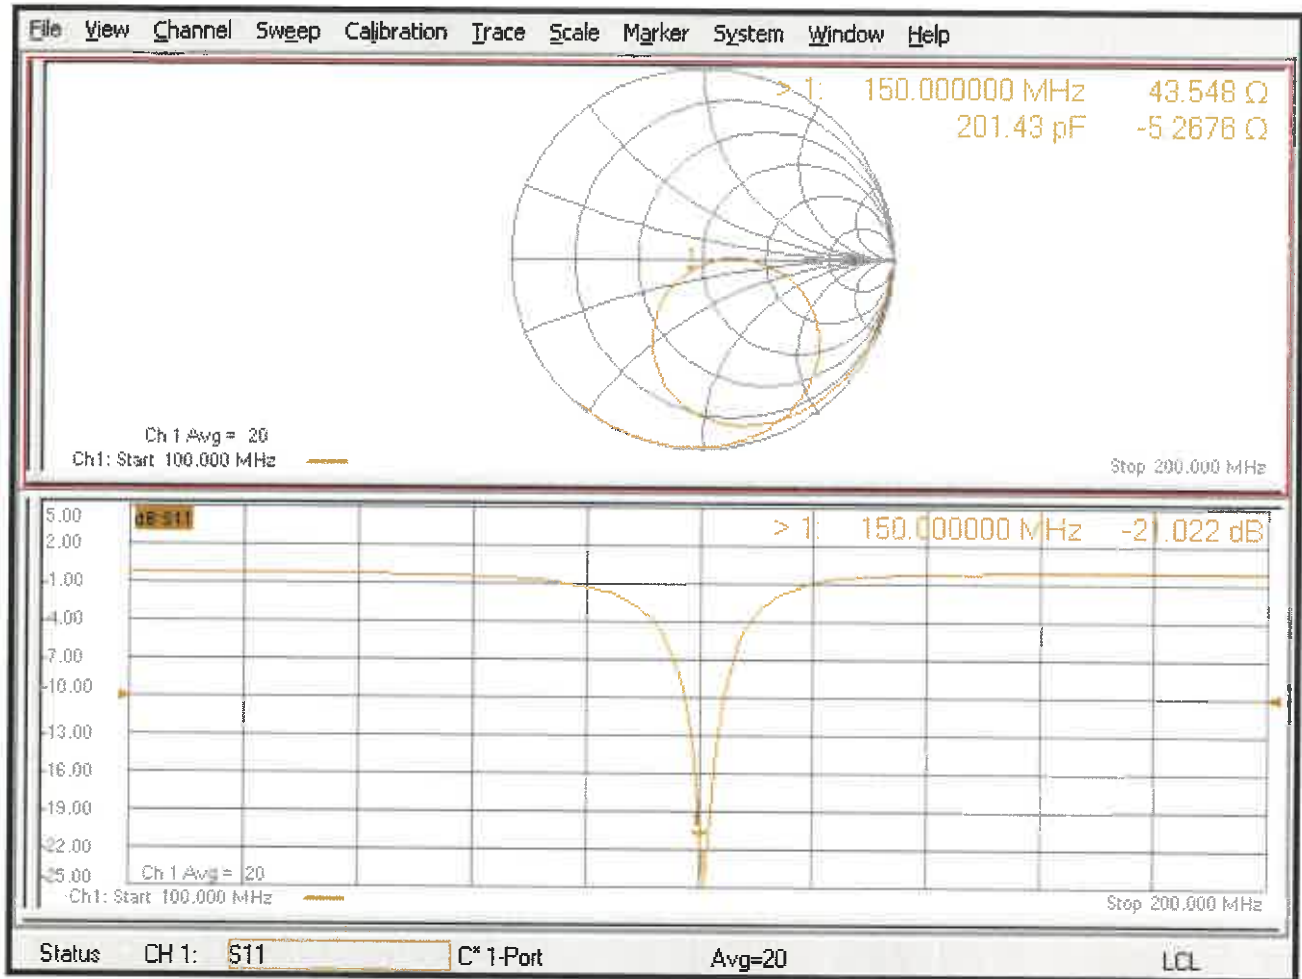 File View Channel Sweep Calibration Trace Scale Marker System Window Help
> 1: 150.000000 MHz 43.548 Ω
201.43 pF -5.2676 Ω
1
Ch 1 Avg = 20
Ch1: Start 100.000 MHz
Stop 200.000 MHz
5.00
dB S11
> 1: 150.000000 MHz -21.022 dB
2.00
-1.00
-4.00
-7.00
-10.00
-13.00
-16.00
-19.00
-22.00
-25.00
Ch 1 Avg = 20
Ch1: Start 100.000 MHz
Stop 200.000 MHz
Status CH 1: S11 C* 1-Port Avg=20 LCL